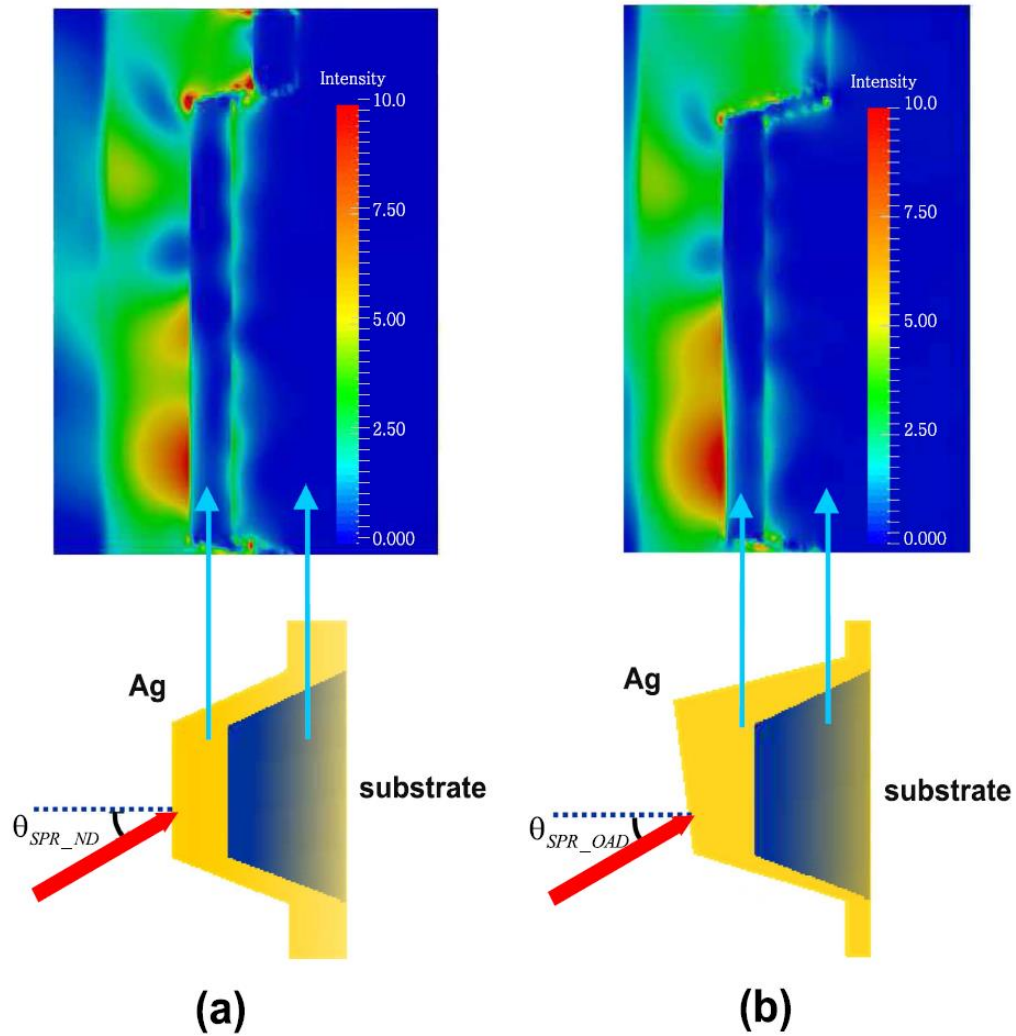 Intensity
10.0
7.50
5.00
2.50
0.000
Intensity
10.0
7.50
5.00
2.50
0.000
Ag
substrate
θSPR_ND
Ag
substrate
θSPR_OAD
(a)
(b)